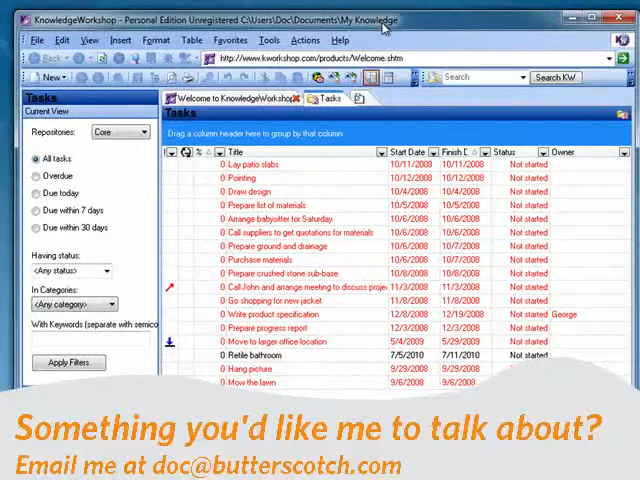 KnowledgeWorkshop - Personal Edition Unregistered C:\Users\Doc\Documents\My Knowledge
File Edit View Insert Format Table Favorites Tools Actions Help
Back http://www.kworkshop.com/products/Welcome.shtm
New Search Search KW
Tasks Welcome to KnowledgeWorkshop Tasks
Current View Tasks
Repositories: Core Drag a column header here to group by that column
! % Title Start Date Finish D Status Owner
All tasks
Overdue
Due today
Due within 7 days
Due within 30 days
Having status:
<Any status>
In Categories:
<Any category>
With Keywords (separate with semico
Apply Filters
0 Lay patio slabs 10/11/2008 10/11/2008 Not started
0 Pointing 10/11/2008 10/12/2008 Not started
0 Draw design 10/4/2008 10/5/2008 Not started
0 Prepare list of materials 10/5/2008 10/5/2008 Not started
0 Arrange babysitter for Saturday 10/6/2008 10/6/2008 Not started
0 Call suppliers to get quotations for materials 10/6/2008 10/6/2008 Not started
0 Prepare ground and drainage 10/6/2008 10/7/2008 Not started
0 Purchase materials 10/7/2008 10/7/2008 Not started
0 Prepare crushed stone sub-base 10/8/2008 10/8/2008 Not started
0 Call John and arrange meeting to discuss proje 11/3/2008 11/3/2008 Not started
0 Go shopping for new jacket 11/8/2008 11/8/2008 Not started
0 Write product specification 12/8/2008 12/19/2008 Not started George
0 Prepare progress report 12/3/2008 12/3/2008 Not started
0 Move to larger office location 5/4/2009 5/29/2009 Not started
0 Retile bathroom 7/5/2010 7/11/2010 Not started
0 Hang picture 9/29/2008 9/29/2008 Not started
0 Mow the lawn 9/6/2008 9/6/2008 Not started
Something you'd like me to talk about?
Email me at doc@butterscotch.com